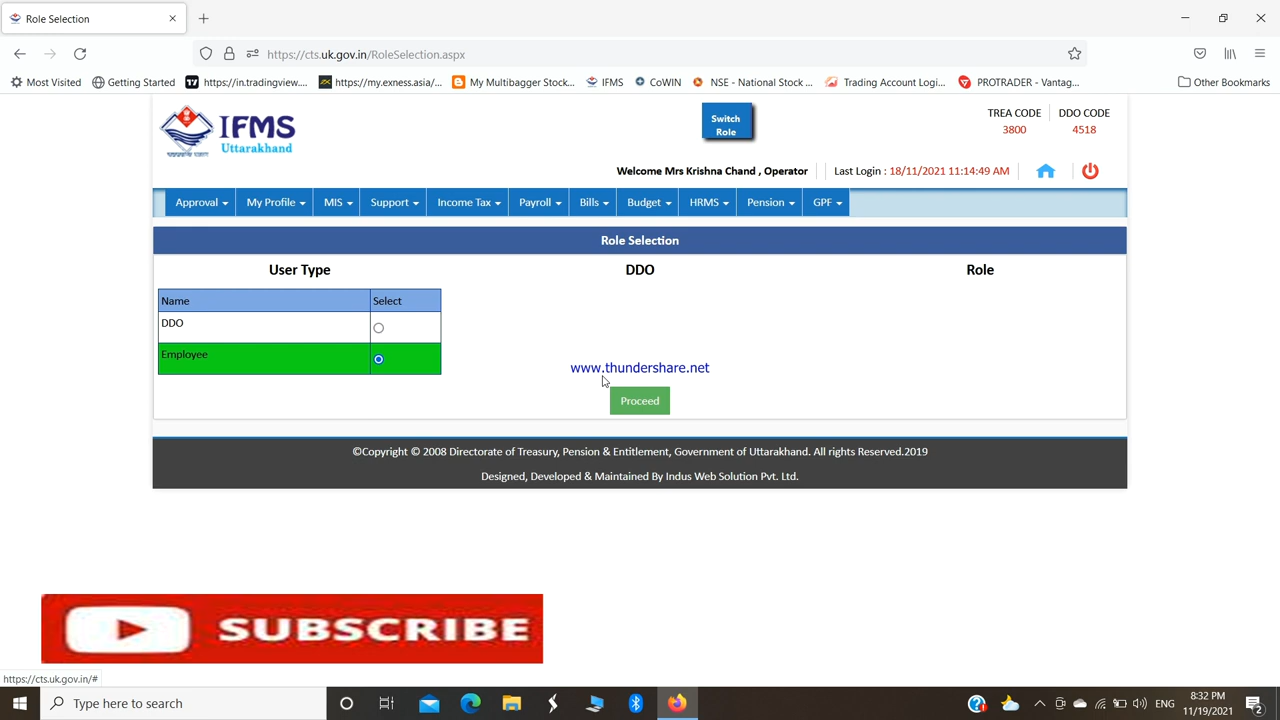 Role Selection
https://cts.uk.gov.in/RoleSelection.aspx
Most Visited Getting Started https://in.tradingview.... https://my.exness.asia/... My Multibagger Stock... IFMS CoWIN NSE - National Stock ... Trading Account Logi... PROTRADER - Vantag... Other Bookmarks
IFMS
Uttarakhand
Switch
Role
TREA CODE DDO CODE
3800 4518
Welcome Mrs Krishna Chand , Operator Last Login : 18/11/2021 11:14:49 AM
Approval My Profile MIS Support Income Tax Payroll Bills Budget HRMS Pension GPF
Role Selection
User Type DDO Role
Name Select
DDO
Employee
www.thundershare.net
Proceed
©Copyright © 2008 Directorate of Treasury, Pension & Entitlement, Government of Uttarakhand. All rights Reserved.2019
Designed, Developed & Maintained By Indus Web Solution Pvt. Ltd.
SUBSCRIBE
https://cts.uk.gov.in/#
Type here to search
ENG
8:32 PM
11/19/2021
2